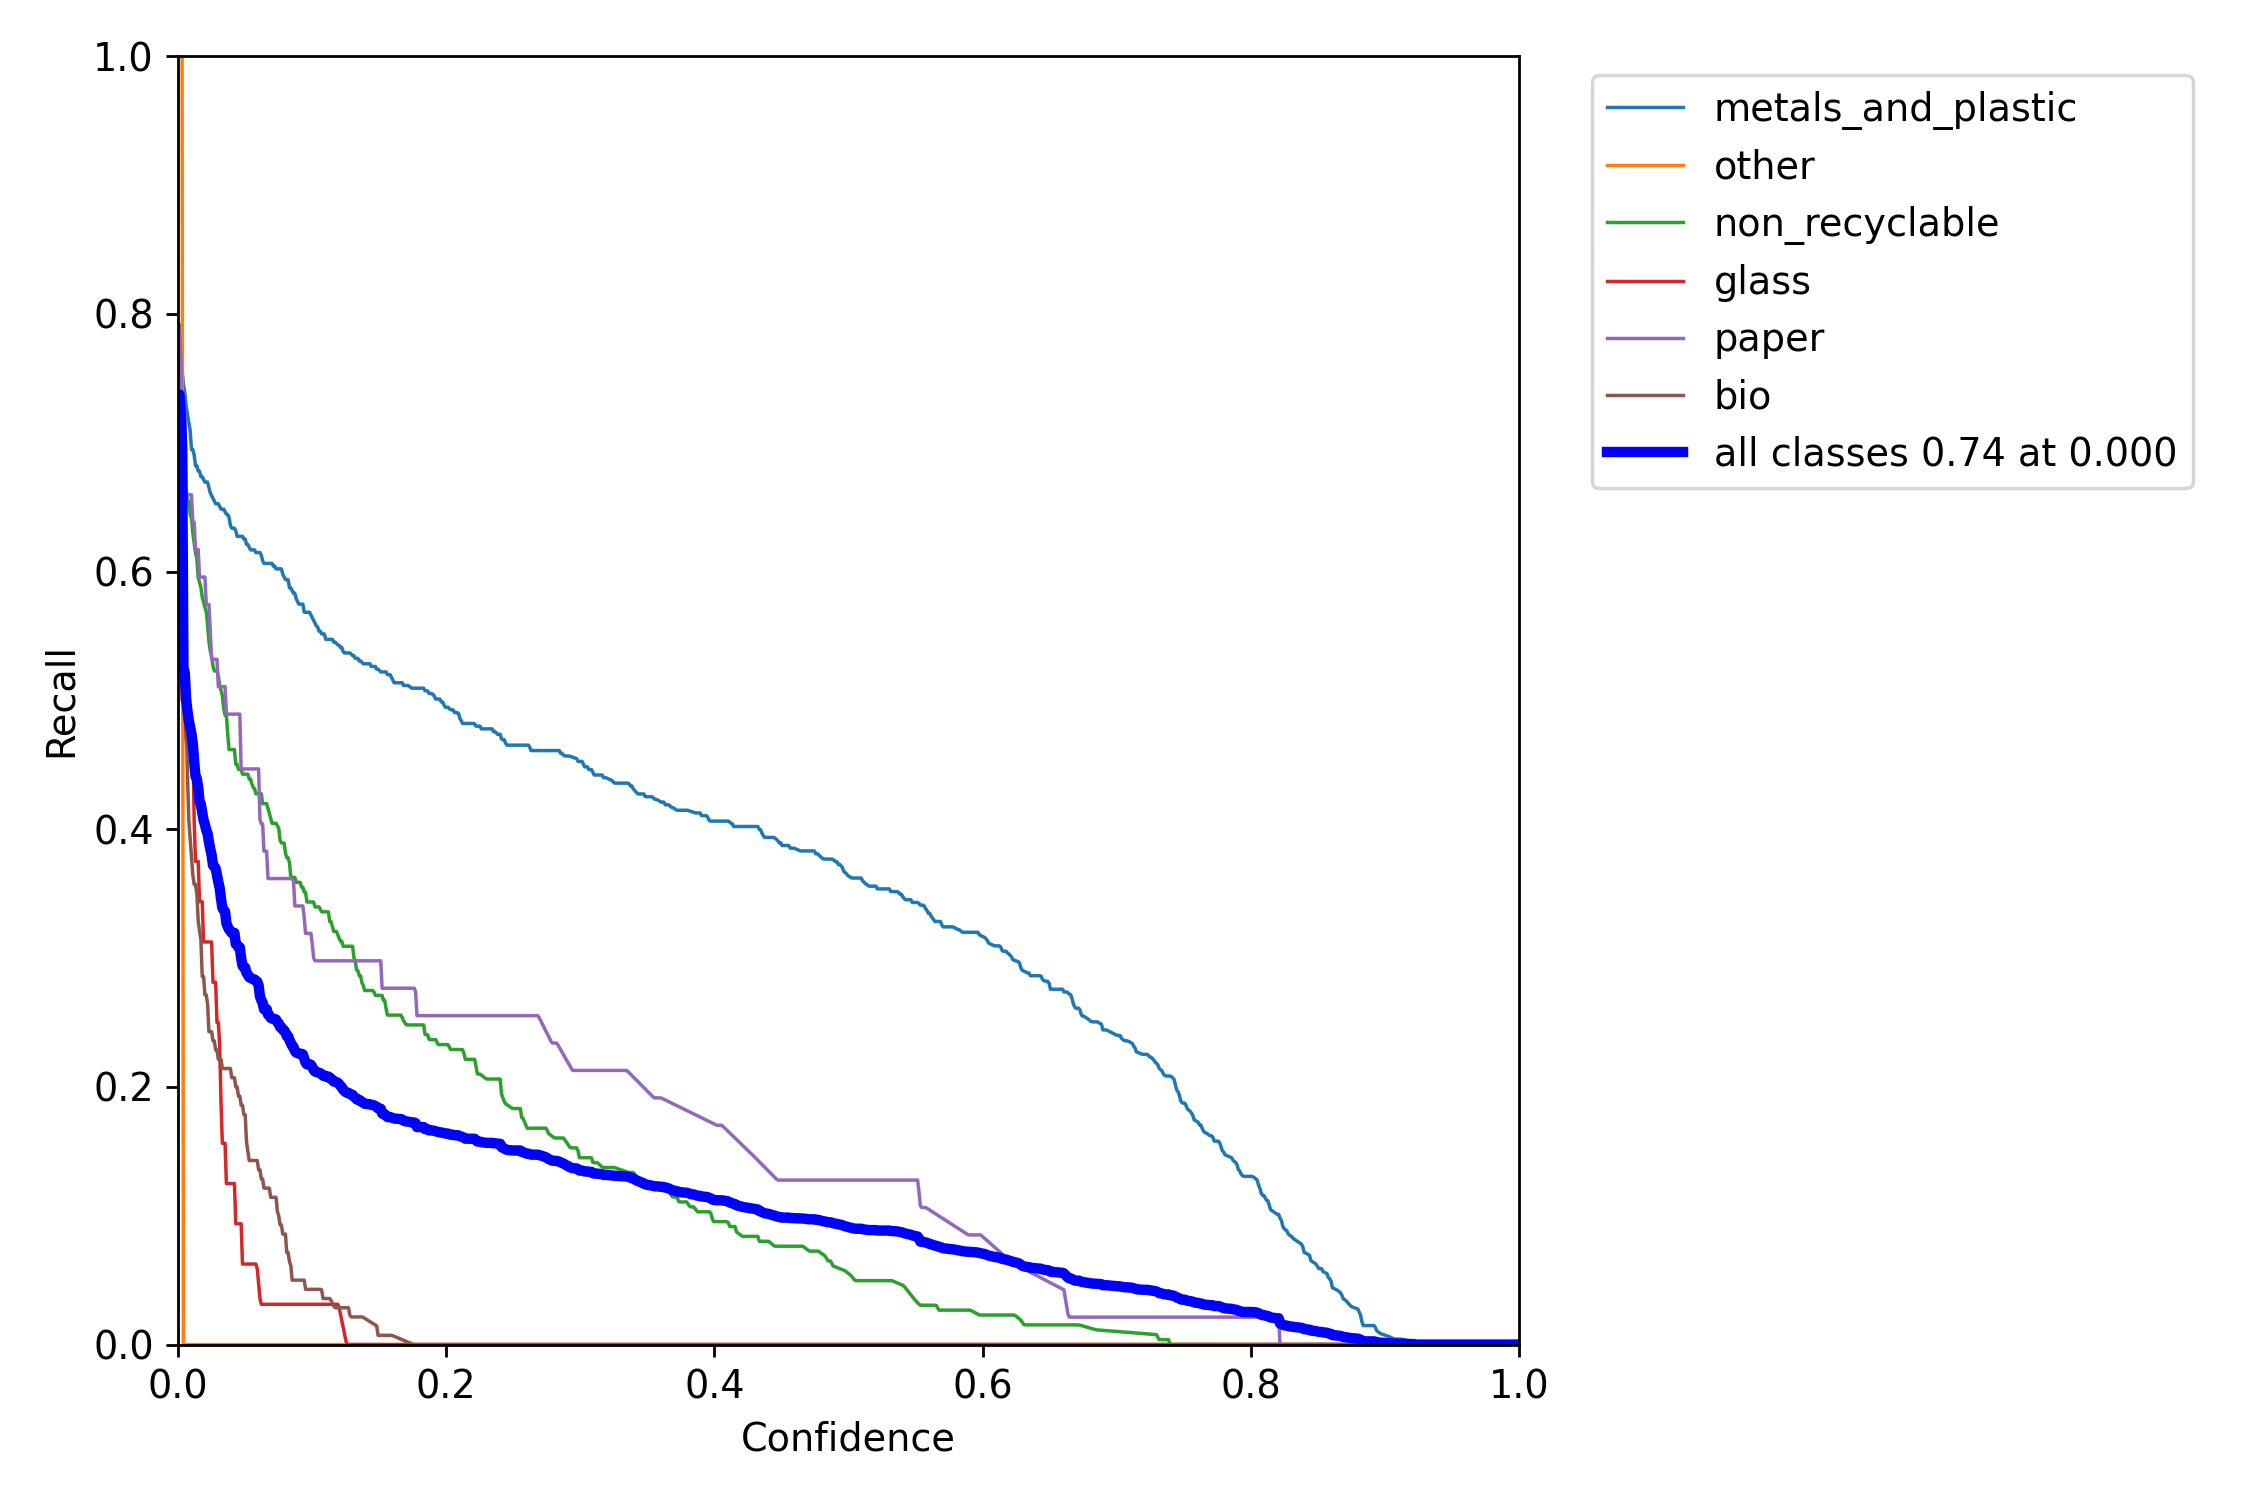 1.0
0.8
0.6
0.4
0.2
0.0
Recall
0.0 0.2 0.4 0.6 0.8 1.0
Confidence
metals_and_plastic
other
non_recyclable
glass
paper
bio
all classes 0.74 at 0.000